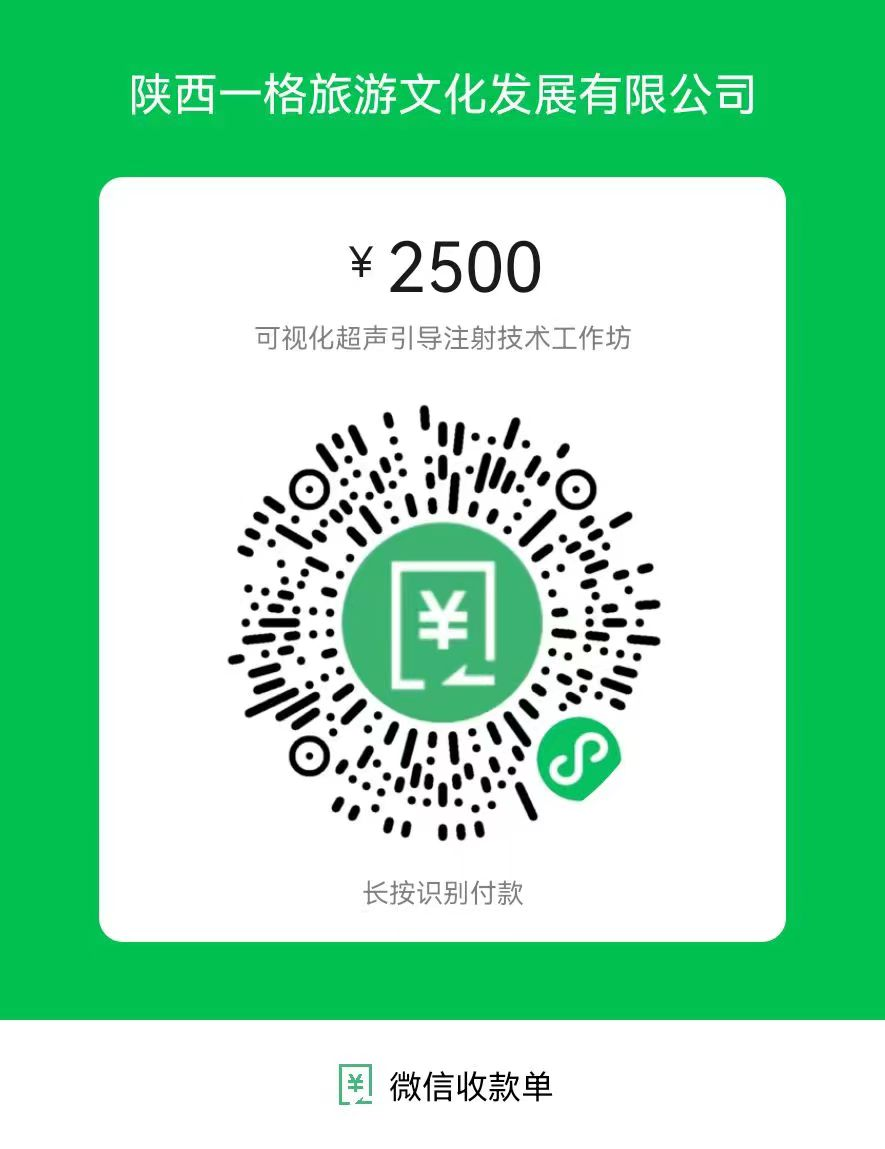 陕西一格旅游文化发展有限公司
¥2500
可视化超声引导注射技术工作坊
¥
长按识别付款
¥ 微信收款单